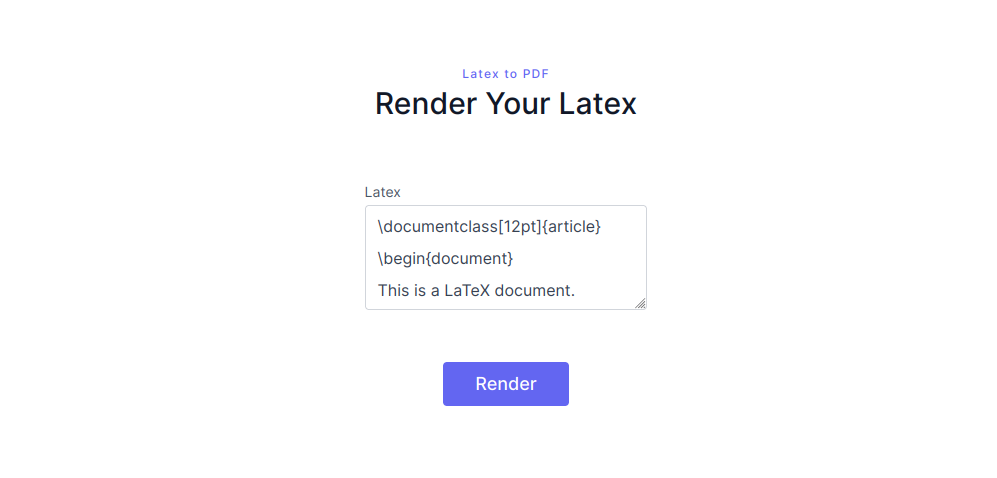 Latex to PDF
Render Your Latex
Latex
\documentclass[12pt]{article}
\begin{document}
This is a LaTeX document.
Render